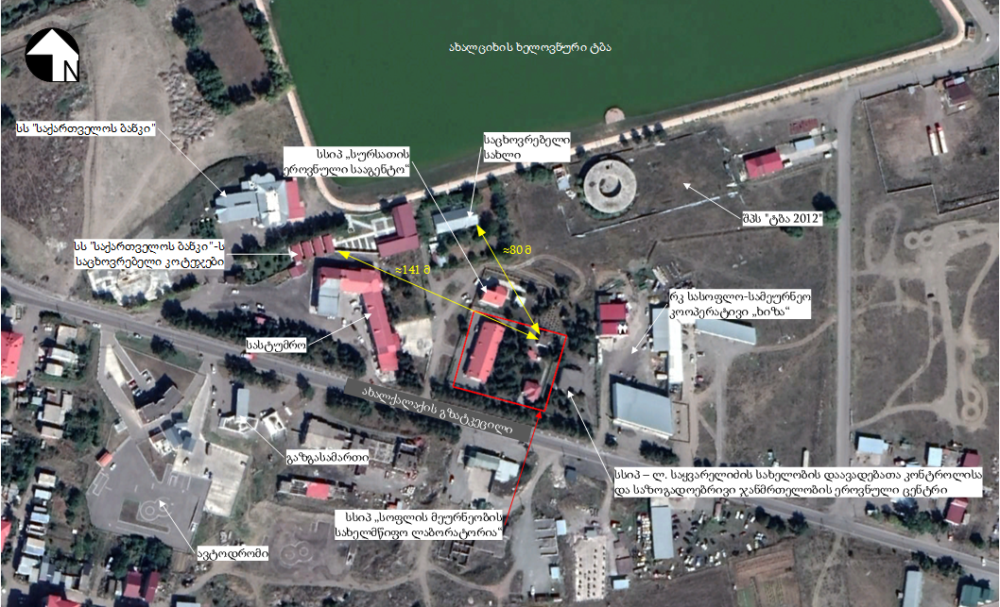 ახალციხის ხელოვნური ტბა
N
სს "საქართველოს ბანკი"
სსიპ „სურსათის
ეროვნული სააგენტო“
საცხოვრებელი
სახლი
შპს "ტბა 2012"
სს "საქართველოს ბანკი"-ს
საცხოვრებელი კოტეჯები
≈80 მ
≈141 მ
რკ სასოფლო-სამეურნეო
კოოპერატივი „ხიზა“
სასტუმრო
ახალქალაქის გზატკეცილი
გაზგასამართი
სსიპ – ლ. საყვარელიძის სახელობის დაავადებათა კონტროლისა
და საზოგადოებრივი ჯანმრთელობის ეროვნული ცენტრი
სსიპ „სოფლის მეურნეობის
სახელმწიფო ლაბორატორია“
ავტოდრომი